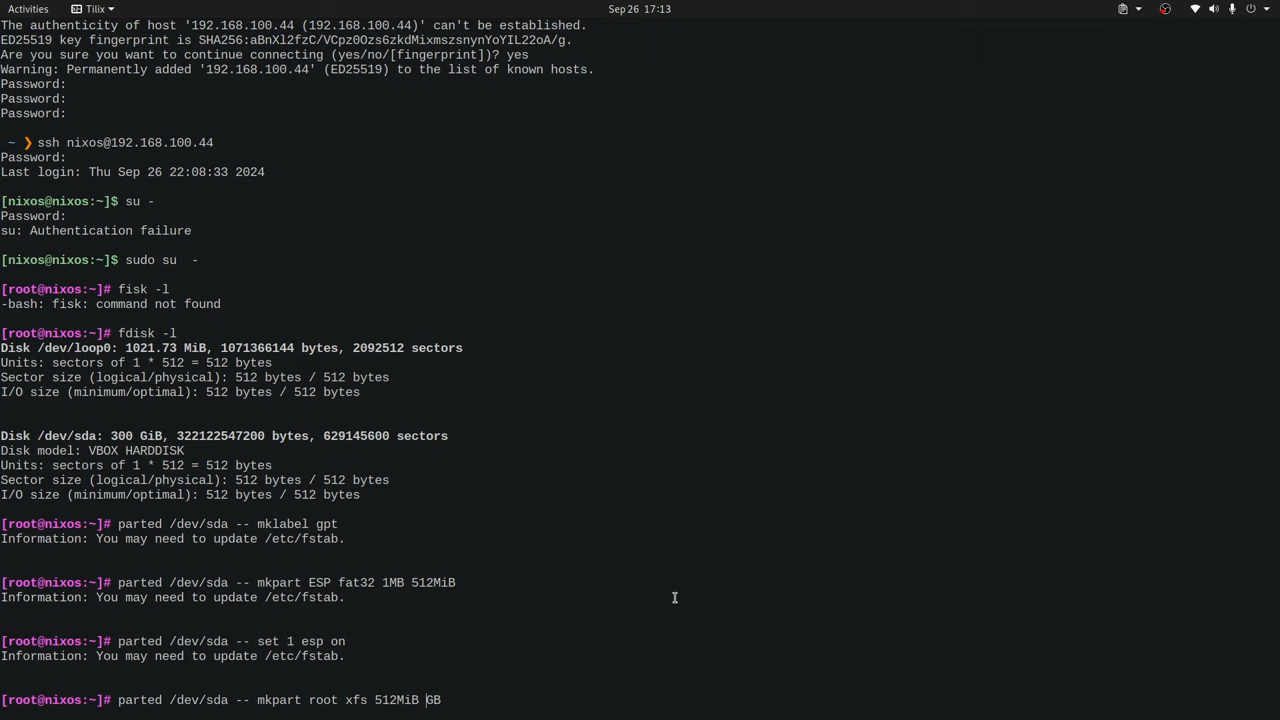 Activities
Tilix
Sep 26 17:13
The authenticity of host '192.168.100.44 (192.168.100.44)' can't be established.
ED25519 key fingerprint is SHA256:aBnXl2fzC/VCpz0Ozs6zkdMixmszsnynYoYIL22oA/g.
Are you sure you want to continue connecting (yes/no/[fingerprint])? yes
Warning: Permanently added '192.168.100.44' (ED25519) to the list of known hosts.
Password:
Password:
Password:
~ ❯ ssh nixos@192.168.100.44
Password:
Last login: Thu Sep 26 22:08:33 2024
[nixos@nixos:~]$ su -
Password:
su: Authentication failure
[nixos@nixos:~]$ sudo su  -
[root@nixos:~]# fisk -l
-bash: fisk: command not found
[root@nixos:~]# fdisk -l
Disk /dev/loop0: 1021.73 MiB, 1071366144 bytes, 2092512 sectors
Units: sectors of 1 * 512 = 512 bytes
Sector size (logical/physical): 512 bytes / 512 bytes
I/O size (minimum/optimal): 512 bytes / 512 bytes
Disk /dev/sda: 300 GiB, 322122547200 bytes, 629145600 sectors
Disk model: VBOX HARDDISK
Units: sectors of 1 * 512 = 512 bytes
Sector size (logical/physical): 512 bytes / 512 bytes
I/O size (minimum/optimal): 512 bytes / 512 bytes
[root@nixos:~]# parted /dev/sda -- mklabel gpt
Information: You may need to update /etc/fstab.
[root@nixos:~]# parted /dev/sda -- mkpart ESP fat32 1MB 512MiB
Information: You may need to update /etc/fstab.
[root@nixos:~]# parted /dev/sda -- set 1 esp on
Information: You may need to update /etc/fstab.
[root@nixos:~]# parted /dev/sda -- mkpart root xfs 512MiB GB